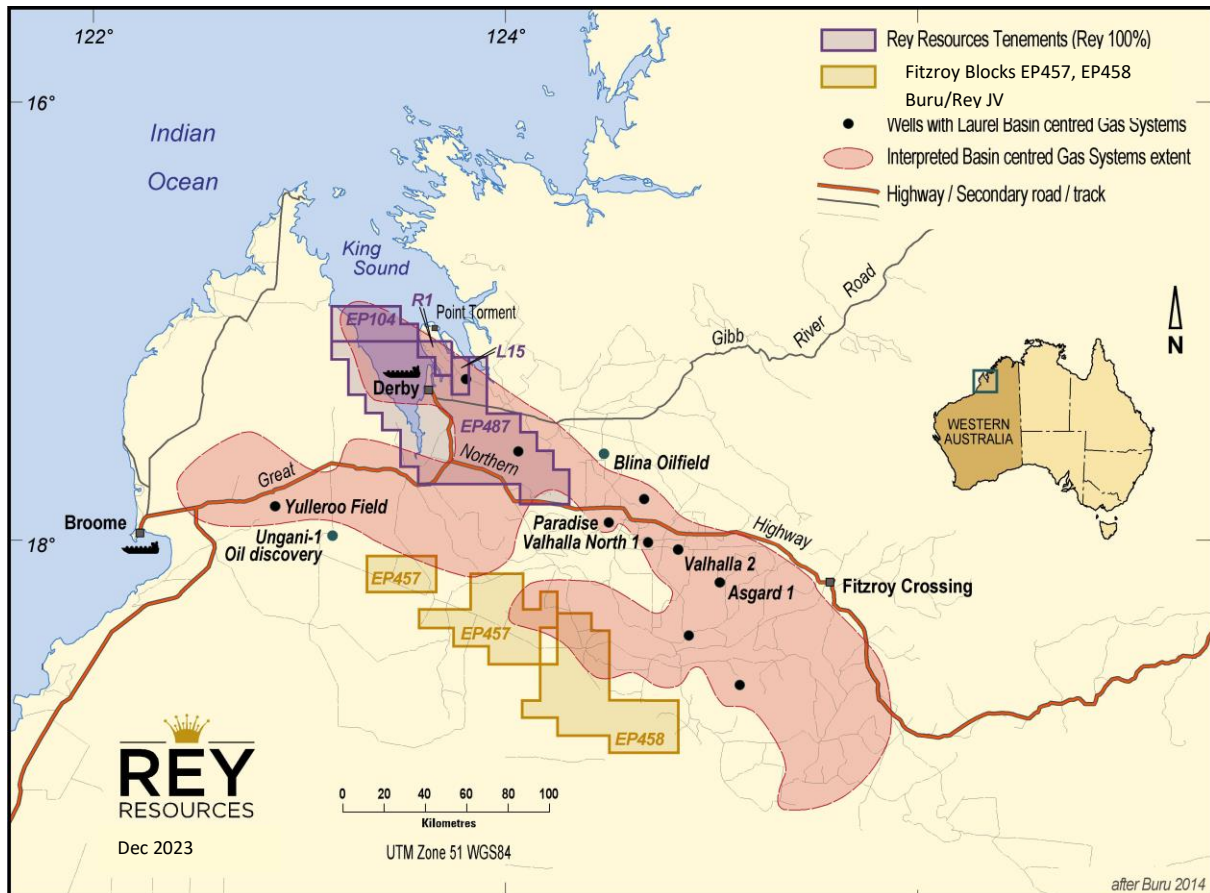 122°
124°
16°
18°
Rey Resources Tenements (Rey 100%)
Fitzroy Blocks EP457, EP458
Buru/Rey JV
Wells with Laurel Basin centred Gas Systems
Interpreted Basin centred Gas Systems extent
Highway / Secondary road / track
Indian
Ocean
King
Sound
R1
Point Torment
EP104
L15
Gibb River Road
N
Derby
EP487
WESTERN
AUSTRALIA
Great Northern Highway
Blina Oilfield
Yulleroo Field
Broome
Ungani-1
Oil discovery
Paradise
Valhalla North 1
Valhalla 2
Asgard 1
Fitzroy Crossing
EP457
EP457
EP458
REY
RESOURCES
Dec 2023
0 20 40 60 80 100
Kilometres
UTM Zone 51 WGS84
after Buru 2014